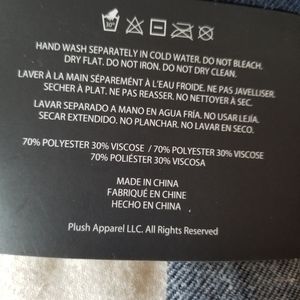 30°
HAND WASH SEPARATELY IN COLD WATER. DO NOT BLEACH.
DRY FLAT. DO NOT IRON. DO NOT DRY CLEAN.
LAVER À LA MAIN SÉPARÉMENT À L'EAU FROIDE. NE PAS JAVELLISER.
SECHER À PLAT. NE PAS REASSER. NO NETTOYER À SEC.
LAVAR SEPARADO A MANO EN AGUA FRÍA. NO USAR LEJÍA.
SECAR EXTENDIDO. NO PLANCHAR. NO LAVAR EN SECO.
70% POLYESTER 30% VISCOSE / 70% POLYESTER 30% VISCOSE
70% POLIÉSTER 30% VISCOSA
MADE IN CHINA
FABRIQUÉ EN CHINE
HECHO EN CHINA
Plush Apparel LLC. All Rights Reserved